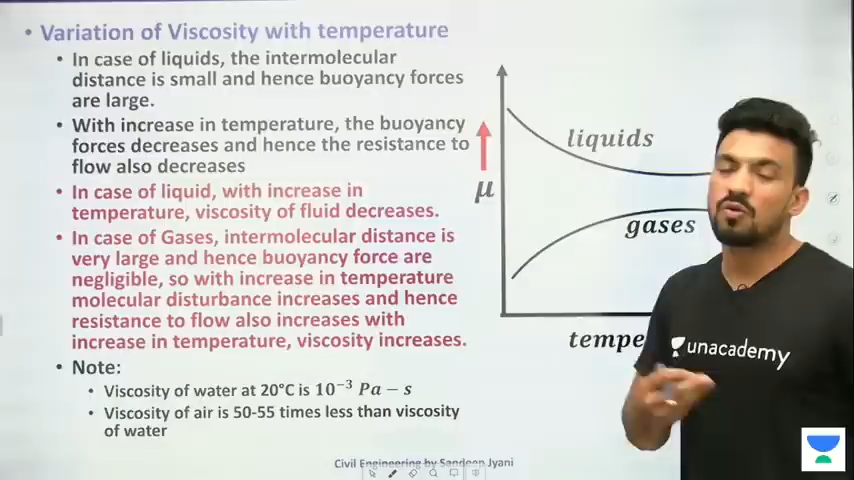 • Variation of Viscosity with temperature
• In case of liquids, the intermolecular
distance is small and hence buoyancy forces
are large.
• With increase in temperature, the buoyancy
forces decreases and hence the resistance to
flow also decreases
• In case of liquid, with increase in
temperature, viscosity of fluid decreases.
• In case of Gases, intermolecular distance is
very large and hence buoyancy force are
negligible, so with increase in temperature
molecular disturbance increases and hence
resistance to flow also increases with
increase in temperature, viscosity increases.
• Note:
• Viscosity of water at 20°C is 10⁻³ Pa − s
• Viscosity of air is 50-55 times less than viscosity
of water
liquids
μ
gases
tempe
unacademy
Civil Engineering by Sandeep Jyani